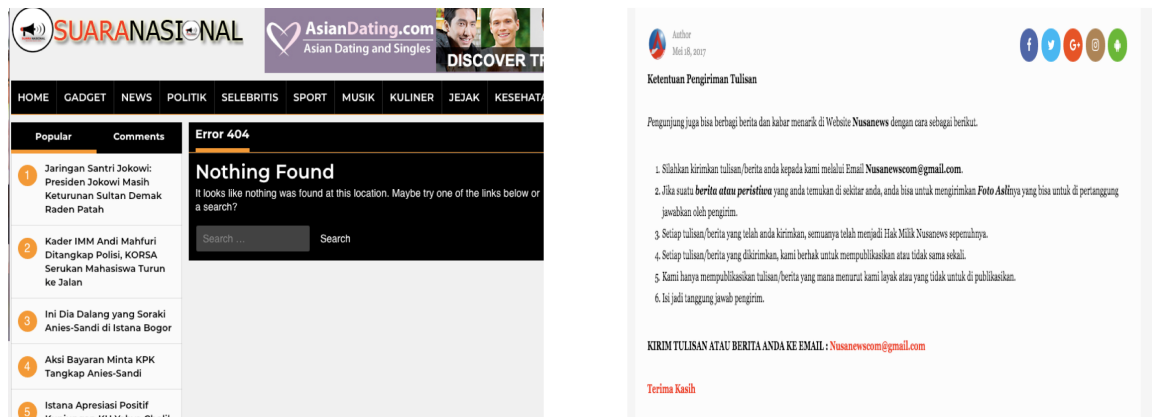 SUARANASIONAL
AsianDating.com
Asian Dating and Singles
DISCOVER
HOME GADGET NEWS POLITIK SELEBRITIS SPORT MUSIK KULINER JEJAK KESEHATA
Popular Comments
1 Jaringan Santri Jokowi:
Presiden Jokowi Masih
Keturunan Sultan Demak
Raden Patah
2 Kader IMM Andi Mahfuri
Ditangkap Polisi, KORSA
Serukan Mahasiswa Turun
ke Jalan
3 Ini Dia Dalang yang Soraki
Anies-Sandi di Istana Bogor
4 Aksi Bayaran Minta KPK
Tangkap Anies-Sandi
5 Istana Apresiasi Positif
Error 404
Nothing Found
It looks like nothing was found at this location. Maybe try one of the links below or
a search?
Search ... Search
Author
Mei 18, 2017
Ketentuan Pengiriman Tulisan
Pengunjung juga bisa berbagi berita dan kabar menarik di Website Nusanews dengan cara sebagai berikut.
1. Silahkan kirimkan tulisan/berita anda kepada kami melalui Email Nusanewscom@gmail.com.
2. Jika suatu berita atau peristiwa yang anda temukan di sekitar anda, anda bisa untuk mengirimkan Foto Aslinya yang bisa untuk di pertanggung
jawabkan oleh pengirim.
3. Setiap tulisan/berita yang telah anda kirimkan, semuanya telah menjadi Hak Milik Nusanews sepenuhnya.
4. Setiap tulisan/berita yang dikirimkan, kami berhak untuk mempublikasikan atau tidak sama sekali.
5. Kami hanya mempublikasikan tulisan/berita yang mana menurut kami layak atau yang tidak untuk di publikasikan.
6. Isi jadi tanggung jawab pengirim.
KIRIM TULISAN ATAU BERITA ANDA KE EMAIL : Nusanewscom@gmail.com
Terima Kasih